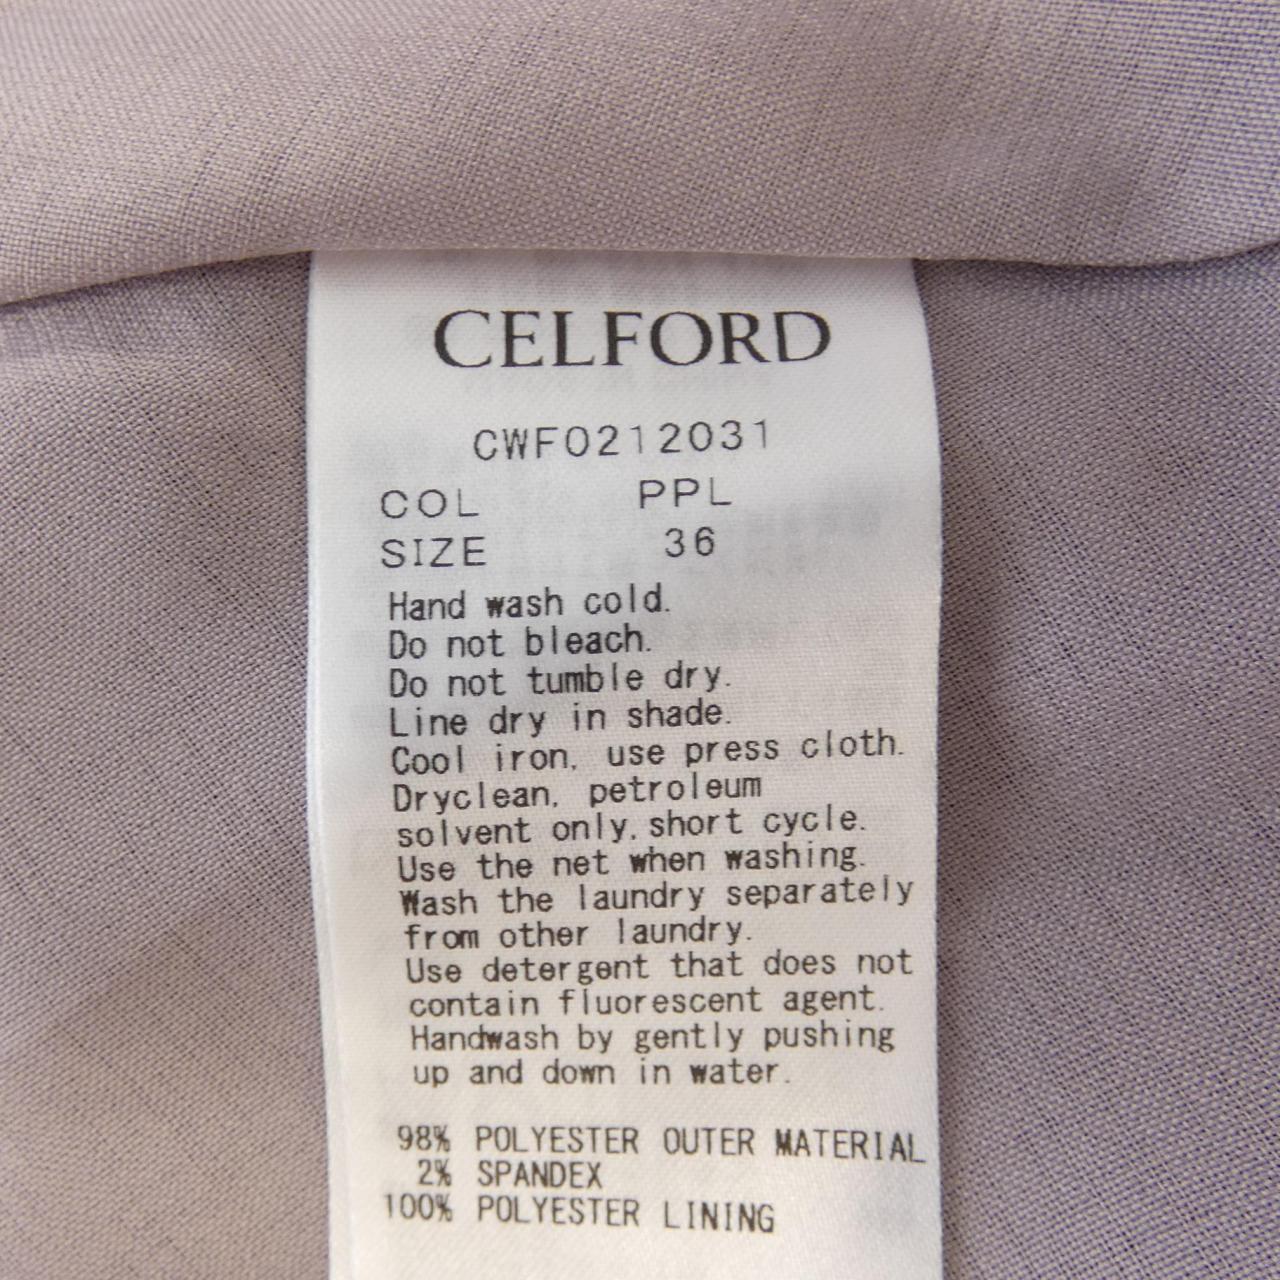 CELFORD
CWF0212031
COL PPL
SIZE 36
Hand wash cold.
Do not bleach.
Do not tumble dry.
Line dry in shade.
Cool iron, use press cloth.
Dryclean, petroleum
solvent only, short cycle.
Use the net when washing.
Wash the laundry separately
from other laundry.
Use detergent that does not
contain fluorescent agent.
Handwash by gently pushing
up and down in water.
98% POLYESTER OUTER MATERIAL
2% SPANDEX
100% POLYESTER LINING